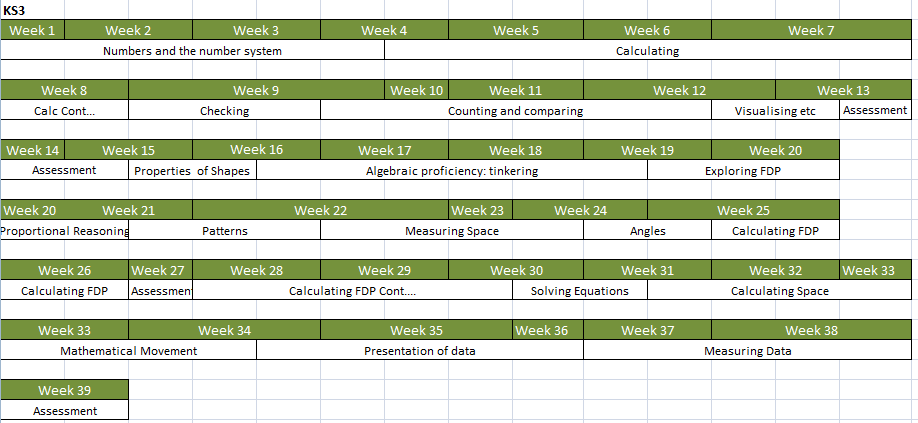 KS3
Week 1 Week 2 Week 3 Week 4 Week 5 Week 6 Week 7
Numbers and the number system Calculating
Week 8 Week 9 Week 10 Week 11 Week 12 Week 13
Calc Cont... Checking Counting and comparing Visualising etc Assessment
Week 14 Week 15 Week 16 Week 17 Week 18 Week 19 Week 20
Assessment Properties of Shapes Algebraic proficiency: tinkering Exploring FDP
Week 20 Week 21 Week 22 Week 23 Week 24 Week 25
Proportional Reasoning Patterns Measuring Space Angles Calculating FDP
Week 26 Week 27 Week 28 Week 29 Week 30 Week 31 Week 32 Week 33
Calculating FDP Assessment Calculating FDP Cont.... Solving Equations Calculating Space
Week 33 Week 34 Week 35 Week 36 Week 37 Week 38
Mathematical Movement Presentation of data Measuring Data
Week 39
Assessment